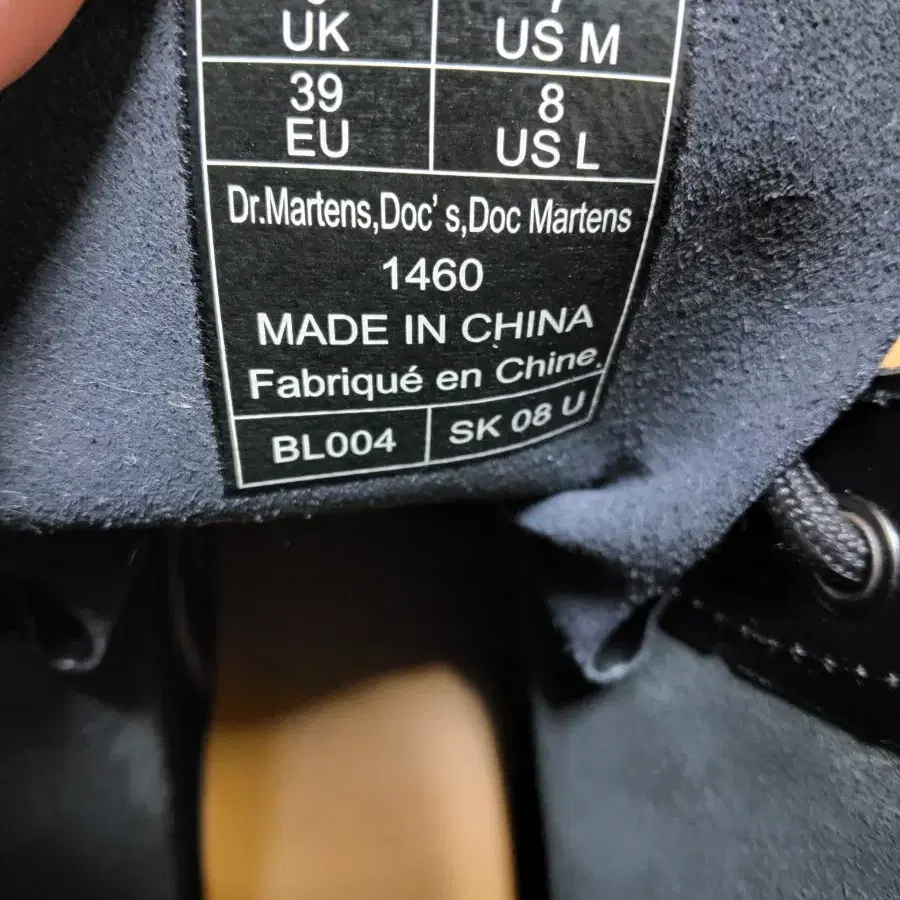 UK US M
39 8
EU US L
Dr.Martens,Doc's,Doc Martens
1460
MADE IN CHINA
Fabriqué en Chine.
BL004 SK 08 U